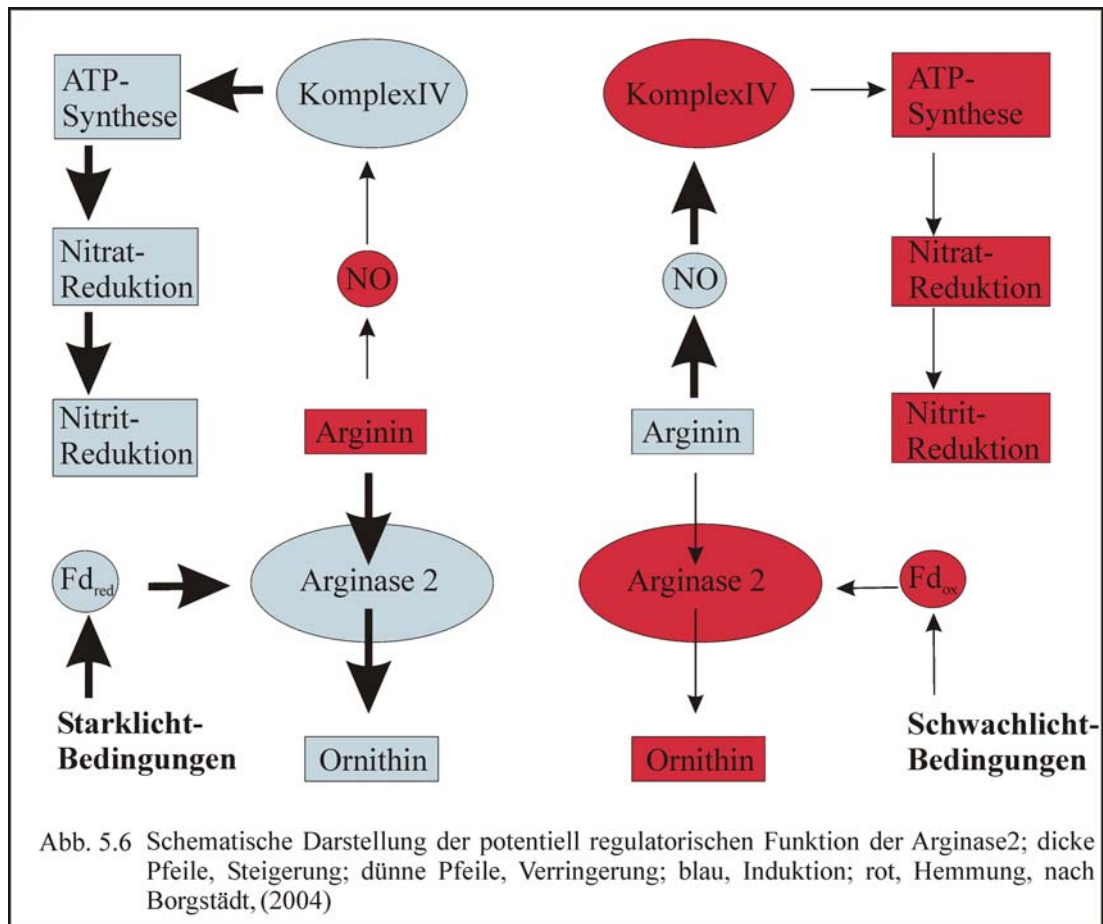 ATP-
Synthese
KomplexIV
Nitrat-
Reduktion
NO
Nitrit-
Reduktion
Arginin
Fd_red
Arginase 2
Starklicht-
Bedingungen
Ornithin
KomplexIV
ATP-
Synthese
NO
Nitrat-
Reduktion
Arginin
Nitrit-
Reduktion
Arginase 2
Fd_ox
Ornithin
Schwachlicht-
Bedingungen
Abb. 5.6 Schematische Darstellung der potentiell regulatorischen Funktion der Arginase2; dicke
Pfeile, Steigerung; dünne Pfeile, Verringerung; blau, Induktion; rot, Hemmung, nach
Borgstädt, (2004)